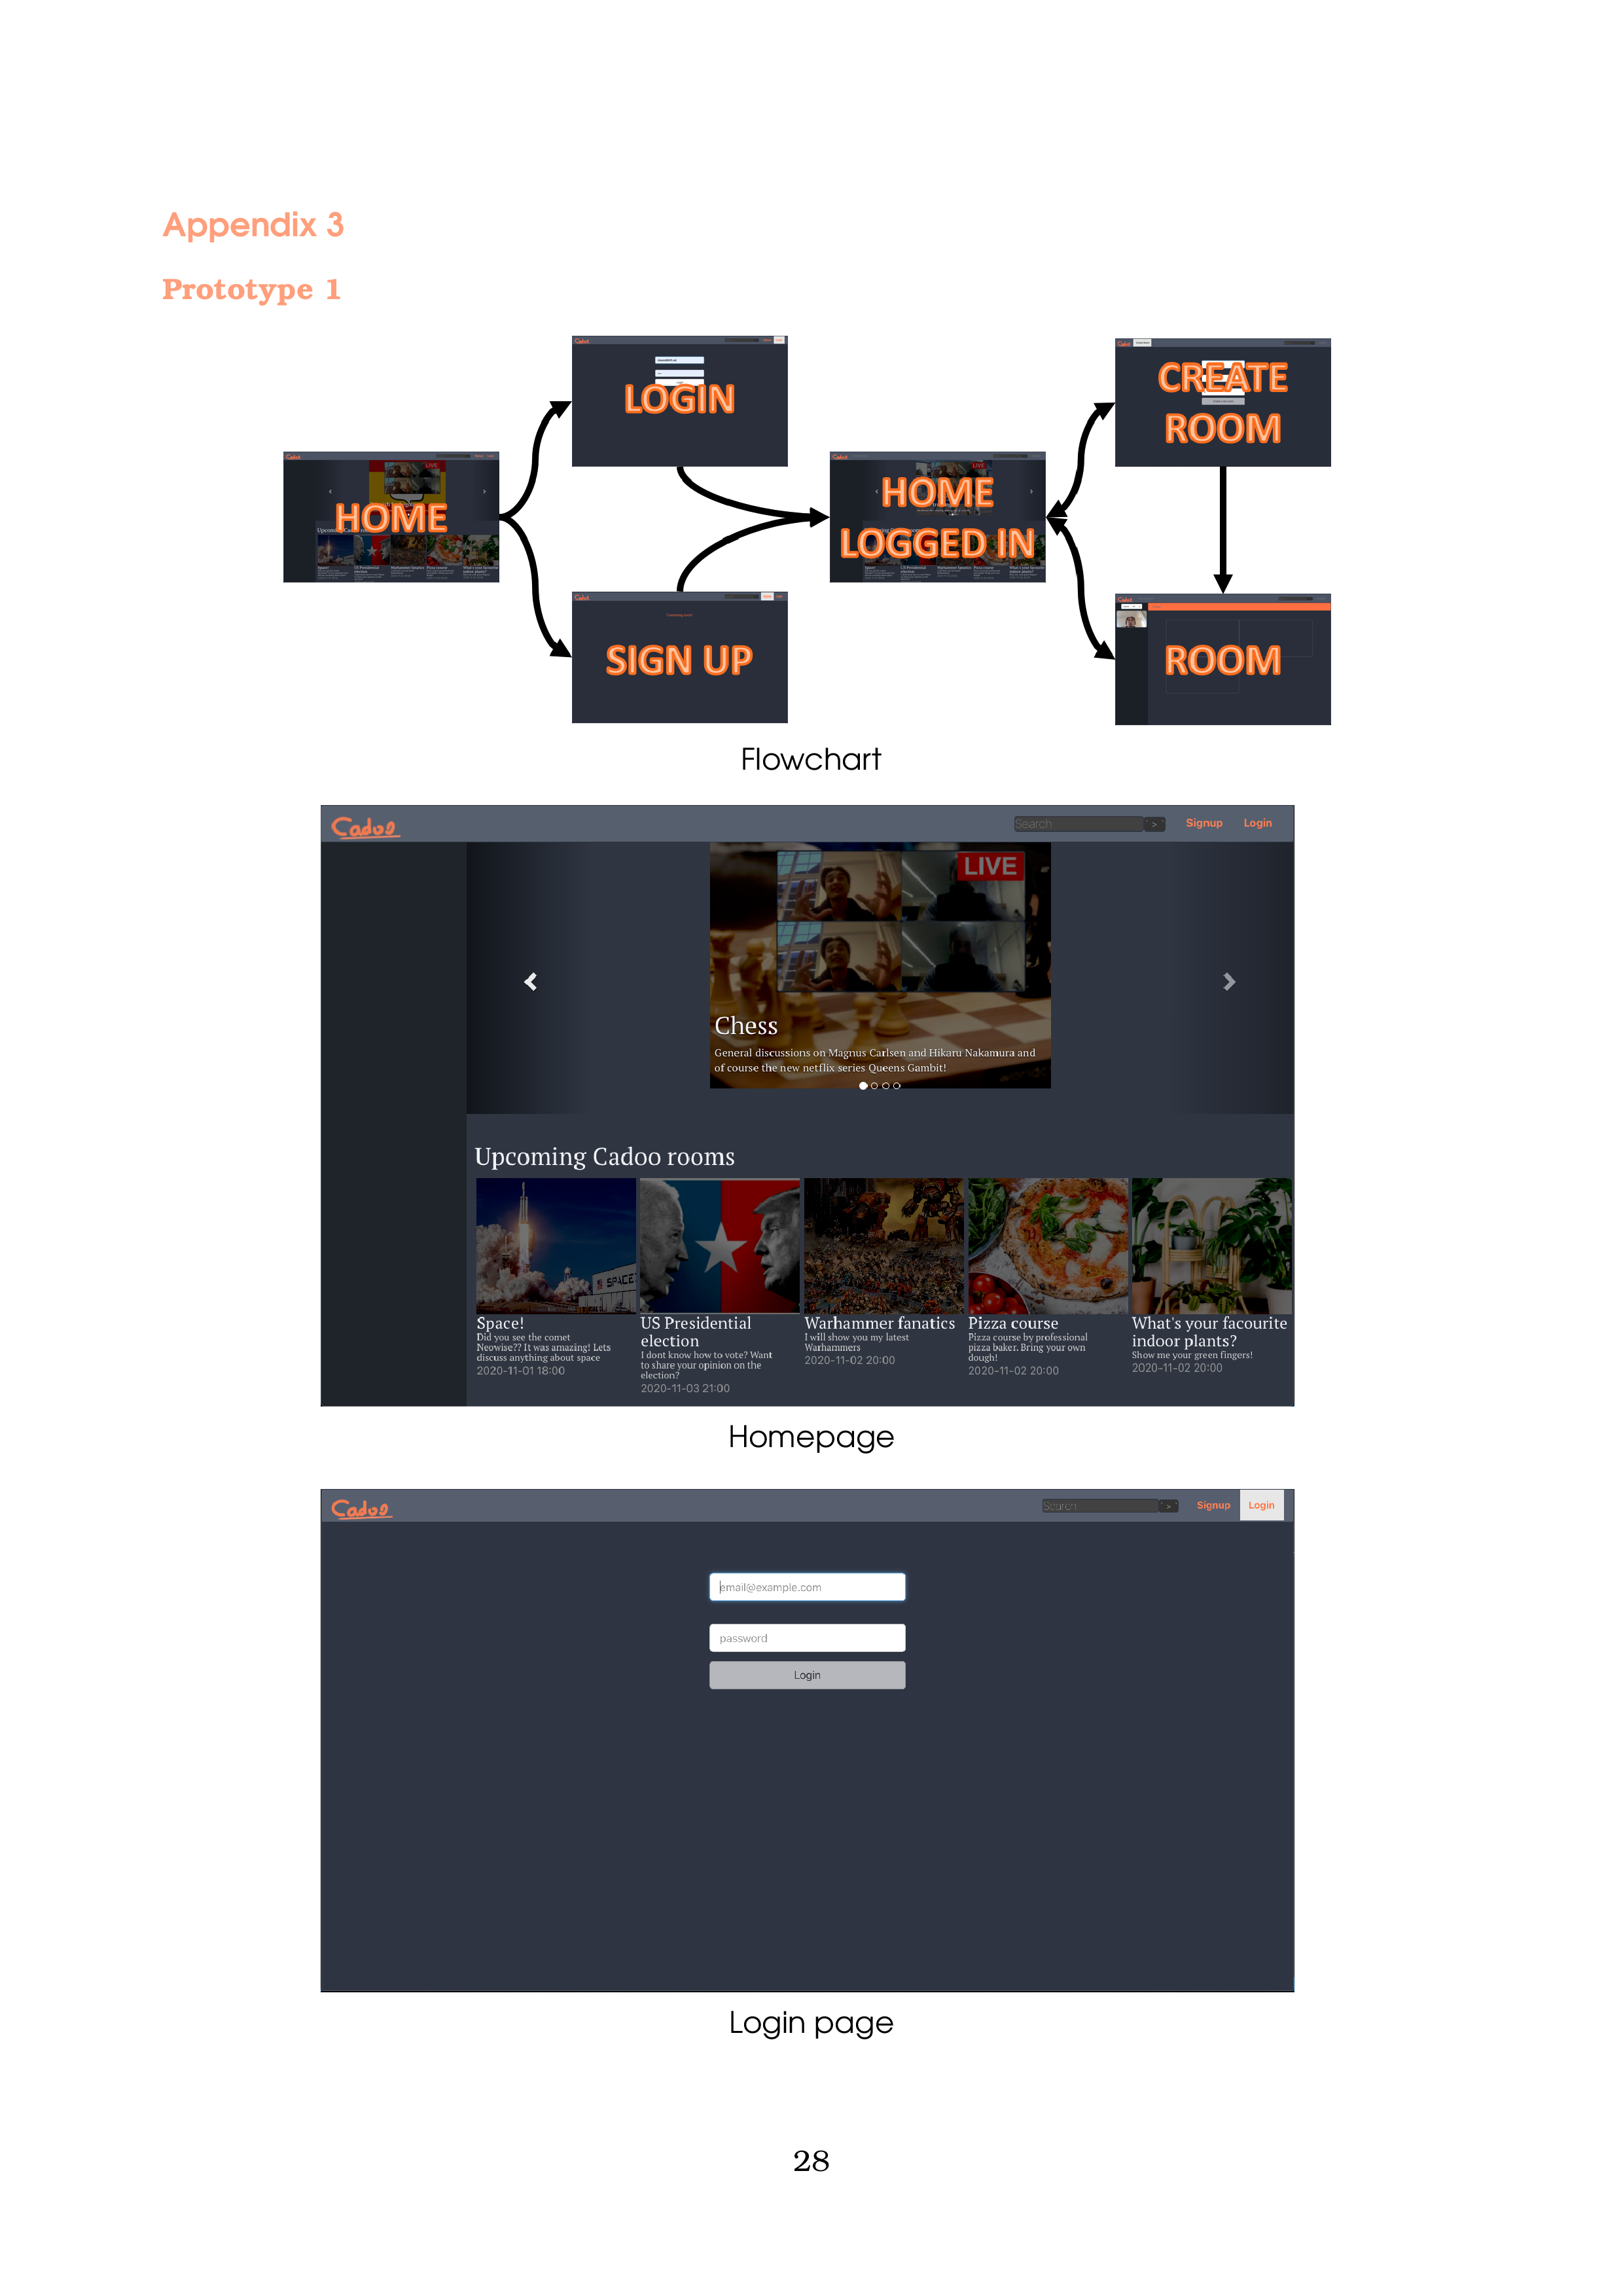 Appendix 3
Prototype 1
HOME
LOGIN
SIGN UP
HOME
LOGGED IN
CREATE
ROOM
ROOM
Flowchart
Cadoo
Search
>
Signup
Login
LIVE
Chess
General discussions on Magnus Carlsen and Hikaru Nakamura and
of course the new netflix series Queens Gambit!
Upcoming Cadoo rooms
SPACE
Space!
Did you see the comet
Neowise?? It was amazing! Lets
discuss anything about space
2020-11-01 18:00
US Presidential
election
I dont know how to vote? Want
to share your opinion on the
election?
2020-11-03 21:00
Warhammer fanatics
I will show you my latest
Warhammers
2020-11-02 20:00
Pizza course
Pizza course by professional
pizza baker. Bring your own
dough!
2020-11-02 20:00
What's your facourite
indoor plants?
Show me your green fingers!
2020-11-02 20:00
Homepage
Cadoo
Search
>
Signup
Login
email@example.com
password
Login
Login page
28